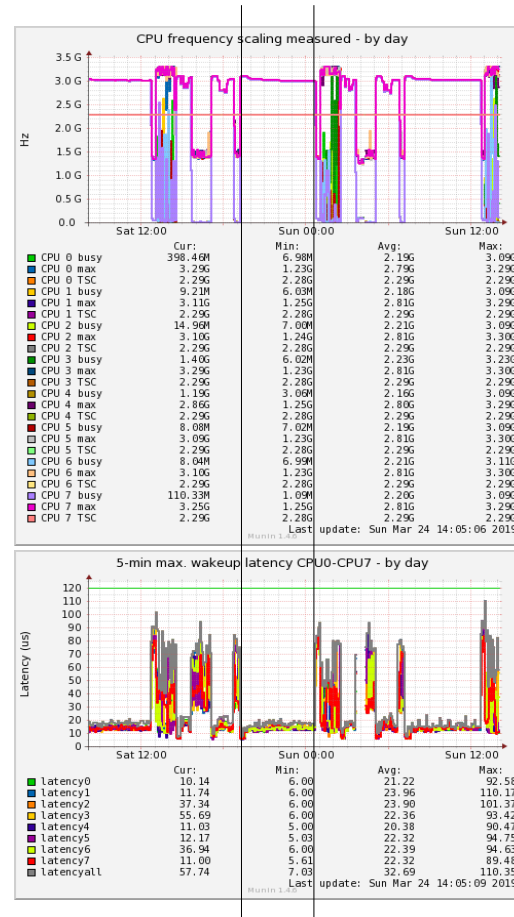 CPU frequency scaling measured - by day
3.5 G
3.0 G
2.5 G
2.0 G
1.5 G
1.0 G
0.5 G
0.0
Hz
Sat 12:00 Sun 00:00 Sun 12:00
Cur: Min: Avg: Max:
CPU 0 busy 398.46M 6.98M 2.19G 3.09G
CPU 0 max 3.29G 1.23G 2.79G 3.29G
CPU 0 TSC 2.29G 2.28G 2.29G 2.29G
CPU 1 busy 9.21M 6.03M 2.18G 3.09G
CPU 1 max 3.11G 1.25G 2.81G 3.29G
CPU 1 TSC 2.29G 2.28G 2.29G 2.29G
CPU 2 busy 14.96M 7.00M 2.21G 3.09G
CPU 2 max 3.10G 1.24G 2.81G 3.30G
CPU 2 TSC 2.29G 2.28G 2.29G 2.29G
CPU 3 busy 1.40G 6.02M 2.23G 3.23G
CPU 3 max 3.29G 1.23G 2.81G 3.30G
CPU 3 TSC 2.29G 2.28G 2.29G 2.29G
CPU 4 busy 1.19G 3.06M 2.16G 3.09G
CPU 4 max 2.86G 1.25G 2.80G 3.29G
CPU 4 TSC 2.29G 2.28G 2.29G 2.29G
CPU 5 busy 8.08M 7.02M 2.19G 3.09G
CPU 5 max 3.09G 1.23G 2.81G 3.30G
CPU 5 TSC 2.29G 2.28G 2.29G 2.29G
CPU 6 busy 8.04M 6.99M 2.21G 3.11G
CPU 6 max 3.10G 1.23G 2.81G 3.30G
CPU 6 TSC 2.29G 2.28G 2.29G 2.29G
CPU 7 busy 110.33M 1.09M 2.20G 3.09G
CPU 7 max 3.25G 1.25G 2.81G 3.29G
CPU 7 TSC 2.29G 2.28G 2.29G 2.29G
Last update: Sun Mar 24 14:05:06 2019
Munin 1.4.6
5-min max. wakeup latency CPU0-CPU7 - by day
120
110
100
90
80
70
60
50
40
30
20
10
0
Latency (us)
Sat 12:00 Sun 00:00 Sun 12:00
Cur: Min: Avg: Max:
latency0 10.14 6.00 21.22 92.58
latency1 11.74 6.00 23.96 110.17
latency2 37.34 6.00 23.90 101.37
latency3 55.69 6.00 22.36 93.42
latency4 11.03 5.00 20.38 90.47
latency5 12.17 5.03 22.32 94.75
latency6 36.94 6.00 22.39 94.63
latency7 11.00 5.61 22.32 89.48
latencyall 57.74 7.03 32.69 110.35
Last update: Sun Mar 24 14:05:09 2019
Munin 1.4.6